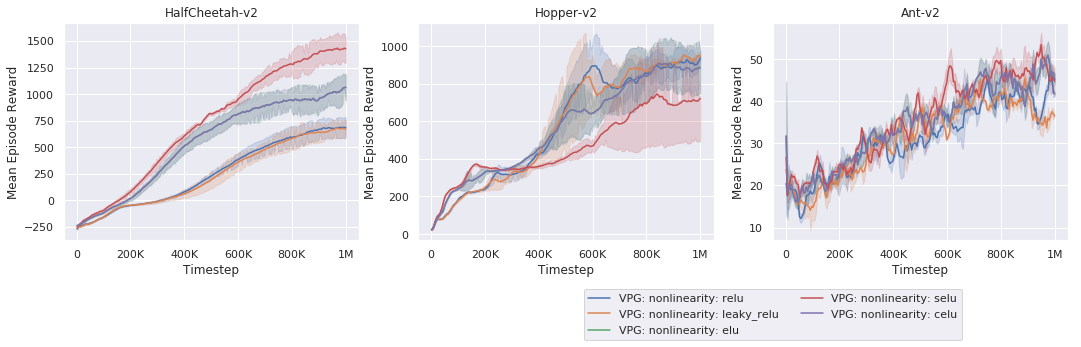 HalfCheetah-v2
Mean Episode Reward
1500
1250
1000
750
500
250
0
−250
0 200K 400K 600K 800K 1M
Timestep
Hopper-v2
Mean Episode Reward
1000
800
600
400
200
0
0 200K 400K 600K 800K 1M
Timestep
Ant-v2
Mean Episode Reward
50
40
30
20
10
0 200K 400K 600K 800K 1M
Timestep
VPG: nonlinearity: relu
VPG: nonlinearity: leaky_relu
VPG: nonlinearity: elu
VPG: nonlinearity: selu
VPG: nonlinearity: celu